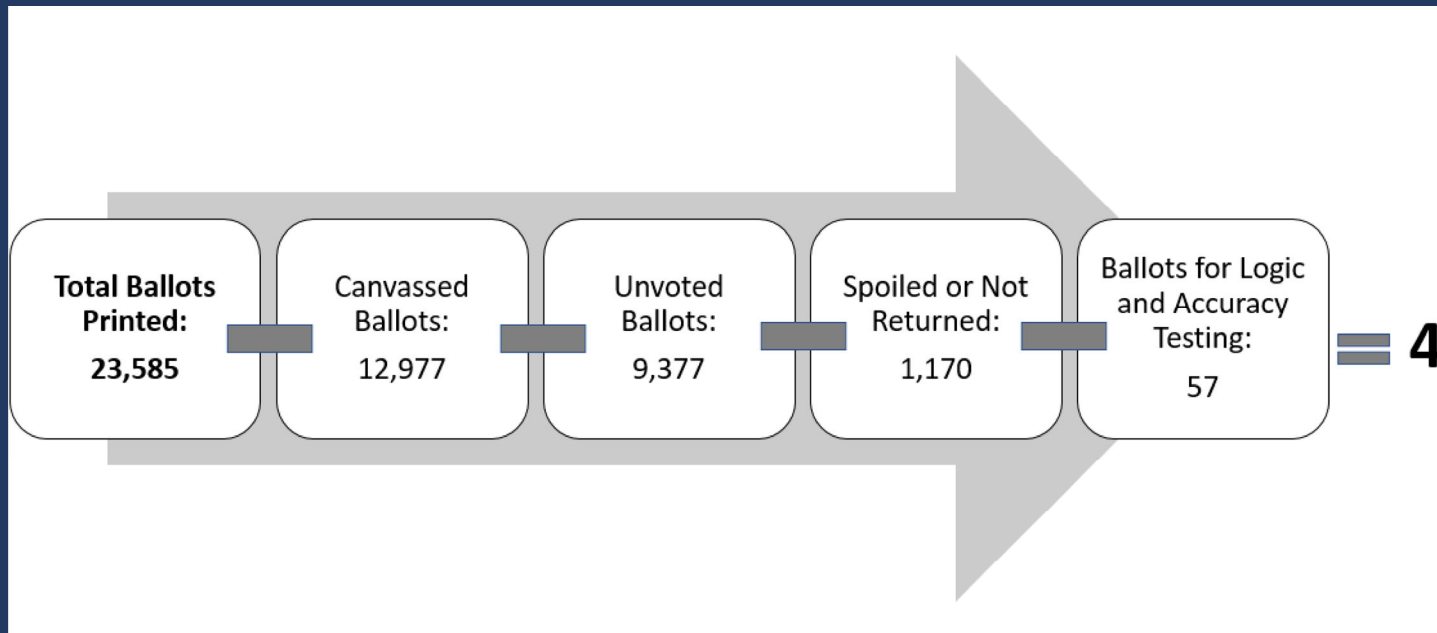 Total Ballots
Printed:
23,585
Canvassed
Ballots:
12,977
Unvoted
Ballots:
9,377
Spoiled or Not
Returned:
1,170
Ballots for Logic
and Accuracy
Testing:
57
= 4